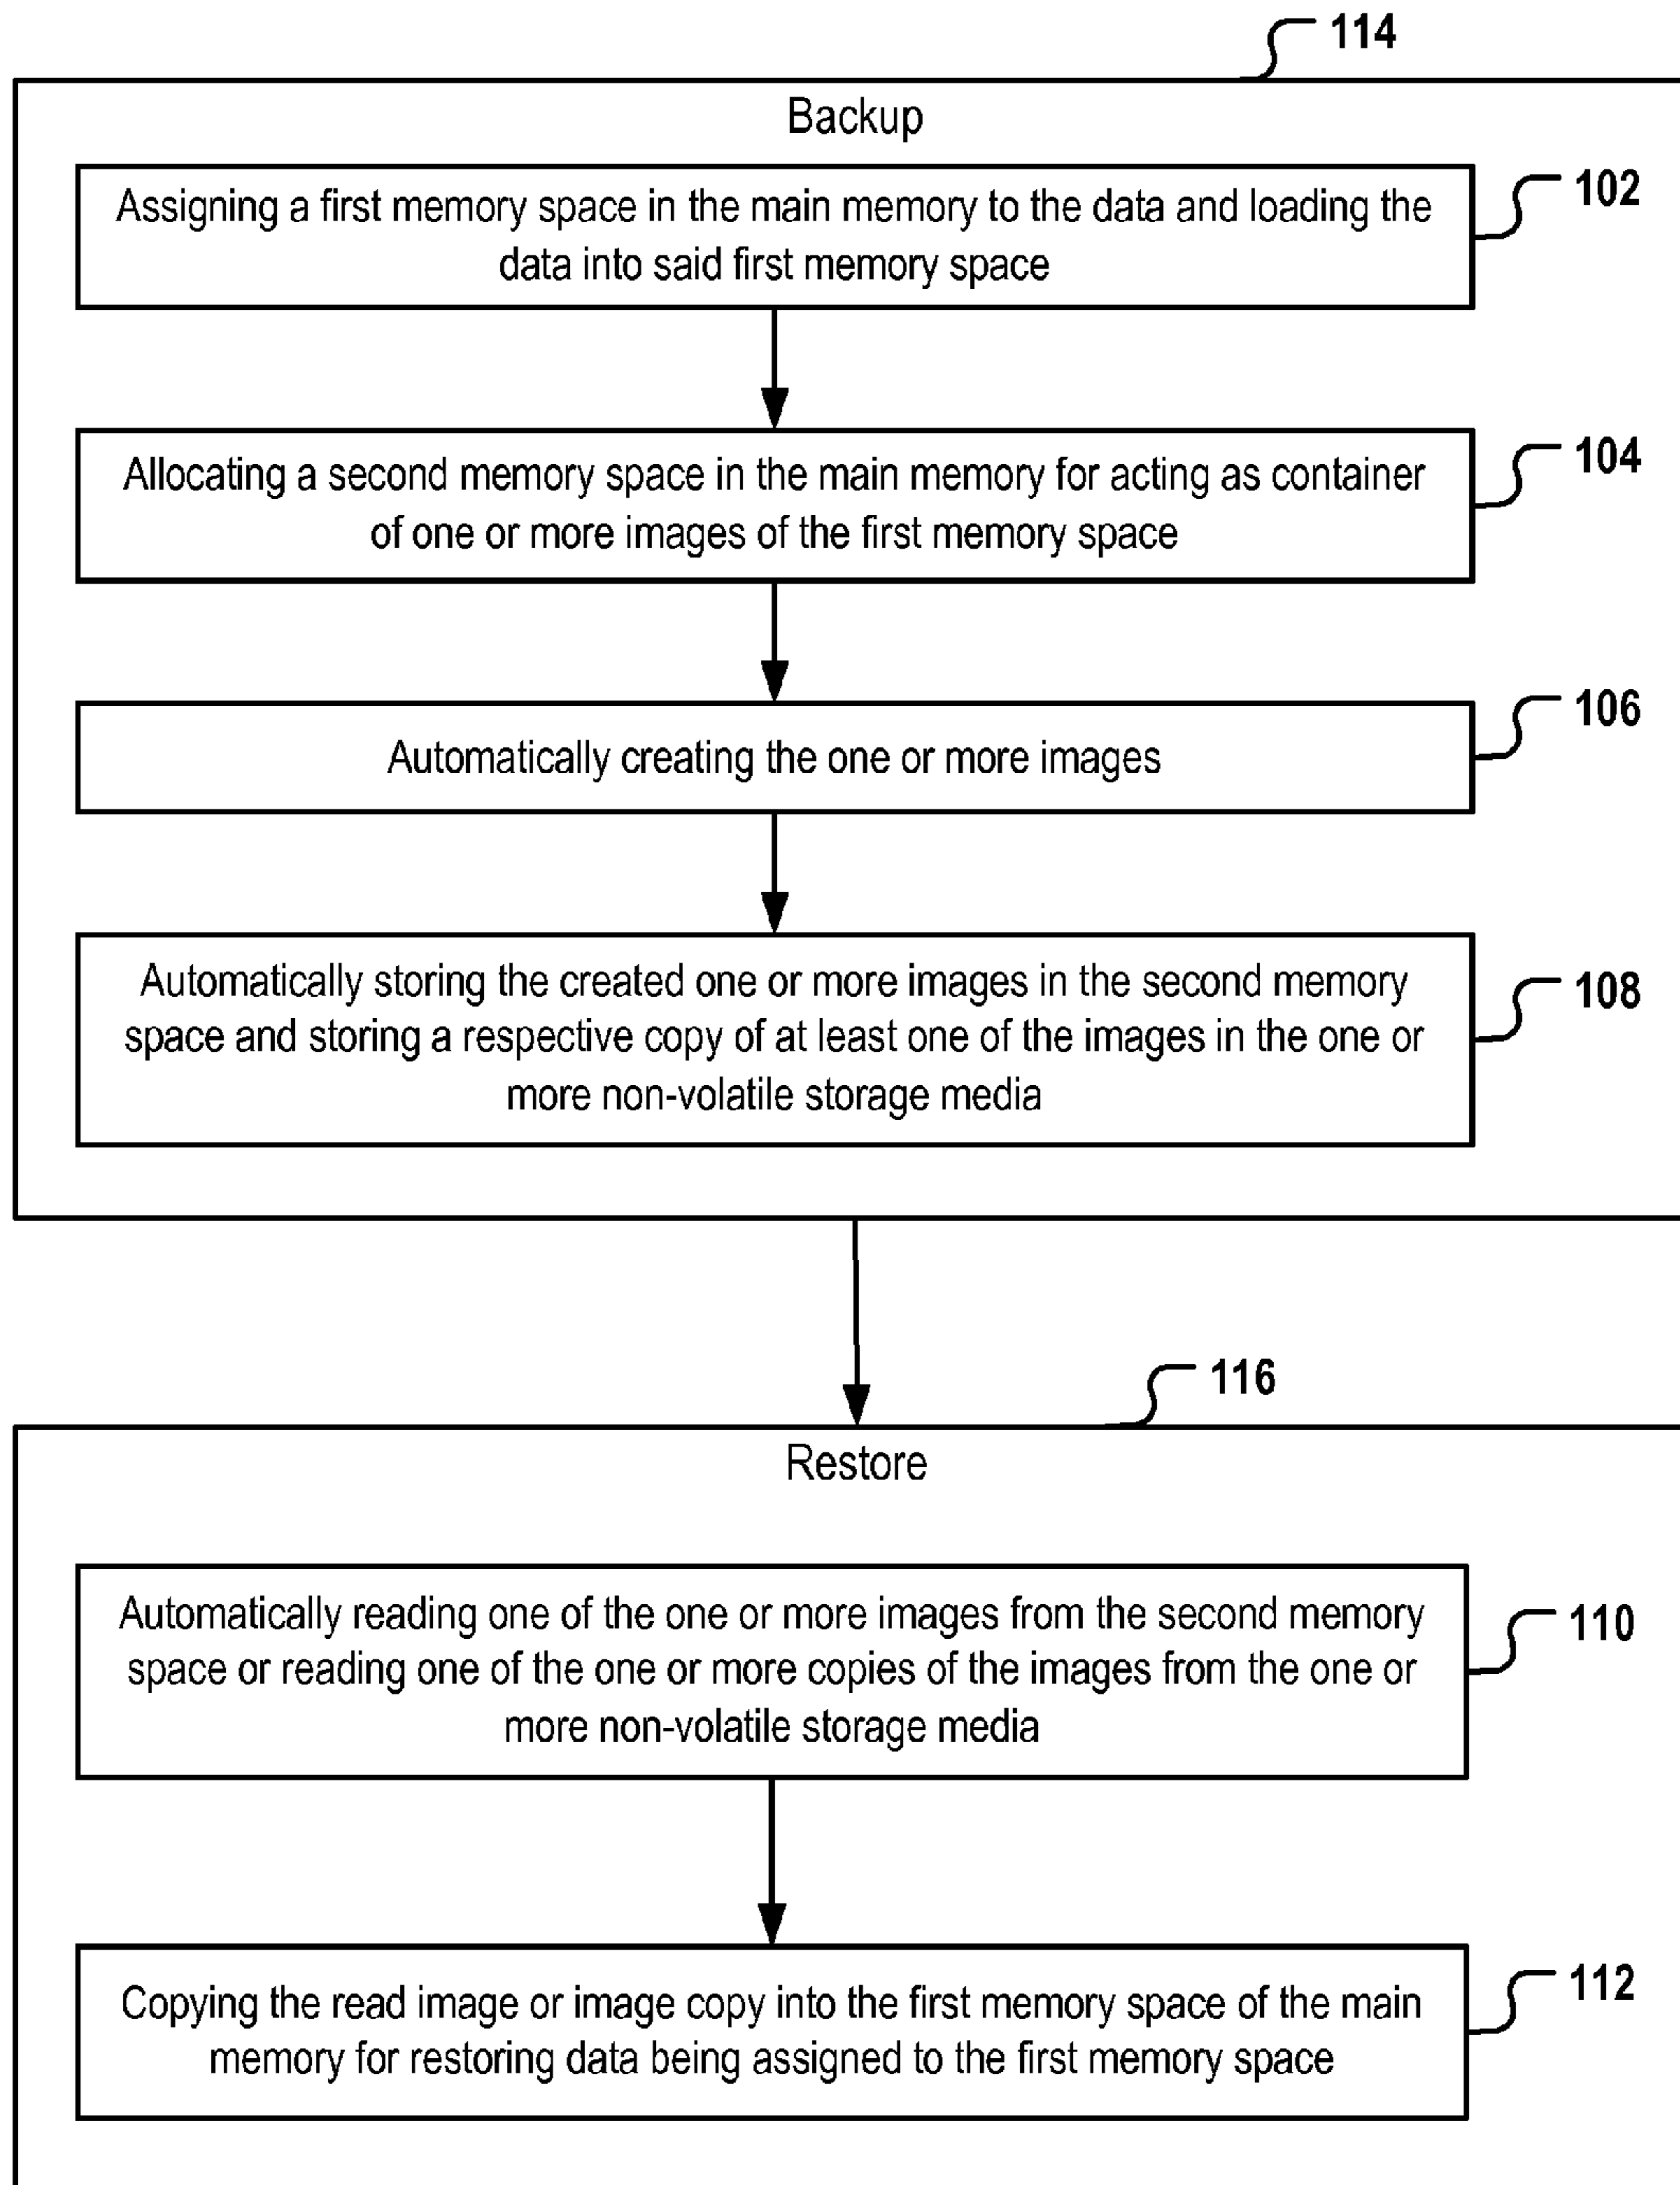 114
Backup
Assigning a first memory space in the main memory to the data and loading the
data into said first memory space
102
Allocating a second memory space in the main memory for acting as container
of one or more images of the first memory space
104
Automatically creating the one or more images
106
Automatically storing the created one or more images in the second memory
space and storing a respective copy of at least one of the images in the one or
more non-volatile storage media
108
116
Restore
Automatically reading one of the one or more images from the second memory
space or reading one of the one or more copies of the images from the one or
more non-volatile storage media
110
Copying the read image or image copy into the first memory space of the main
memory for restoring data being assigned to the first memory space
112